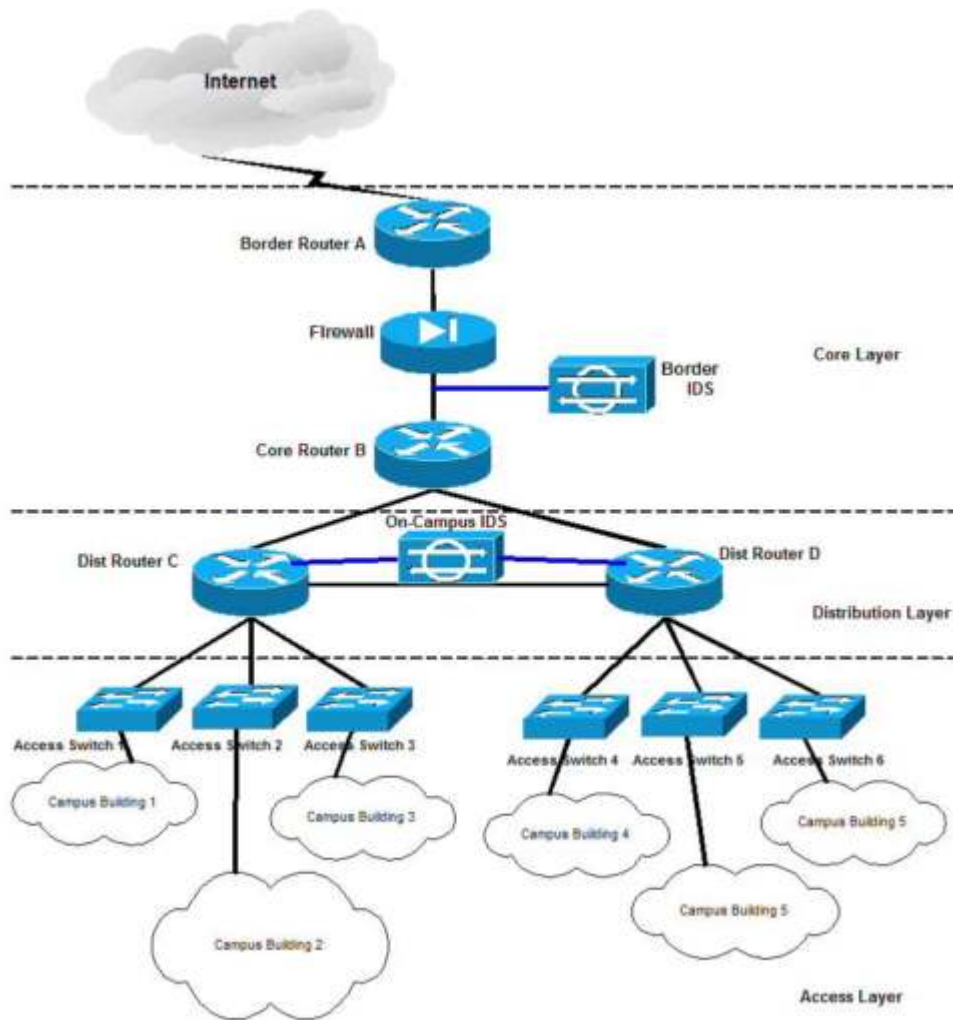 Internet
Border Router A
Firewall
Core Layer
Border
IDS
Core Router B
On-Campus IDS
Dist Router C
Dist Router D
Distribution Layer
Access Switch 1
Access Switch 2
Access Switch 3
Access Switch 4
Access Switch 5
Access Switch 6
Campus Building 1
Campus Building 3
Campus Building 4
Campus Building 5
Campus Building 5
Campus Building 2
Access Layer